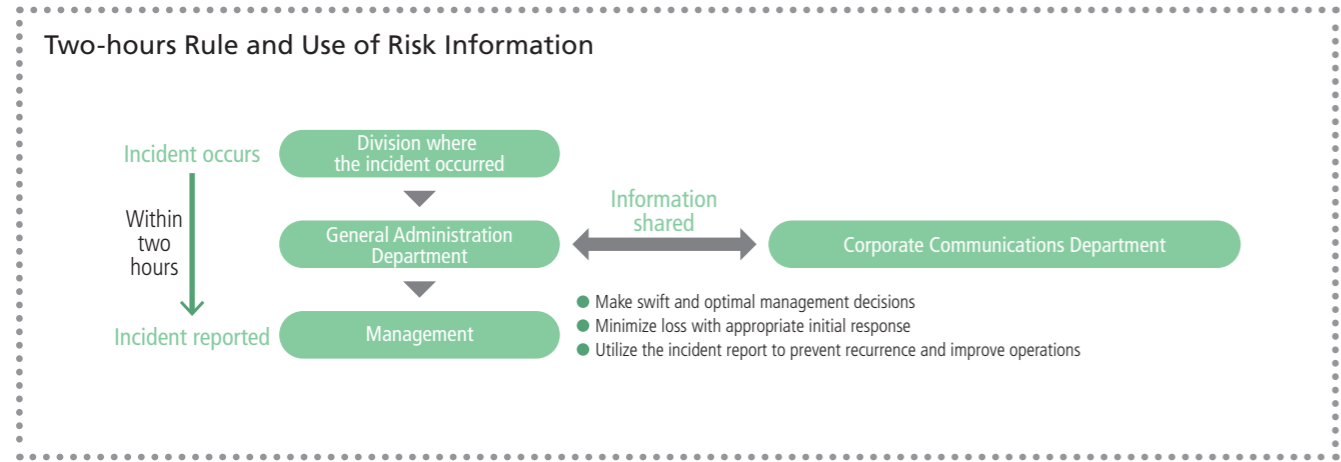 Two-hours Rule and Use of Risk Information
Incident occurs
Division where
the incident occurred
Within
two
hours
General Administration
Department
Information
shared
Corporate Communications Department
Incident reported
Management
● Make swift and optimal management decisions
● Minimize loss with appropriate initial response
● Utilize the incident report to prevent recurrence and improve operations